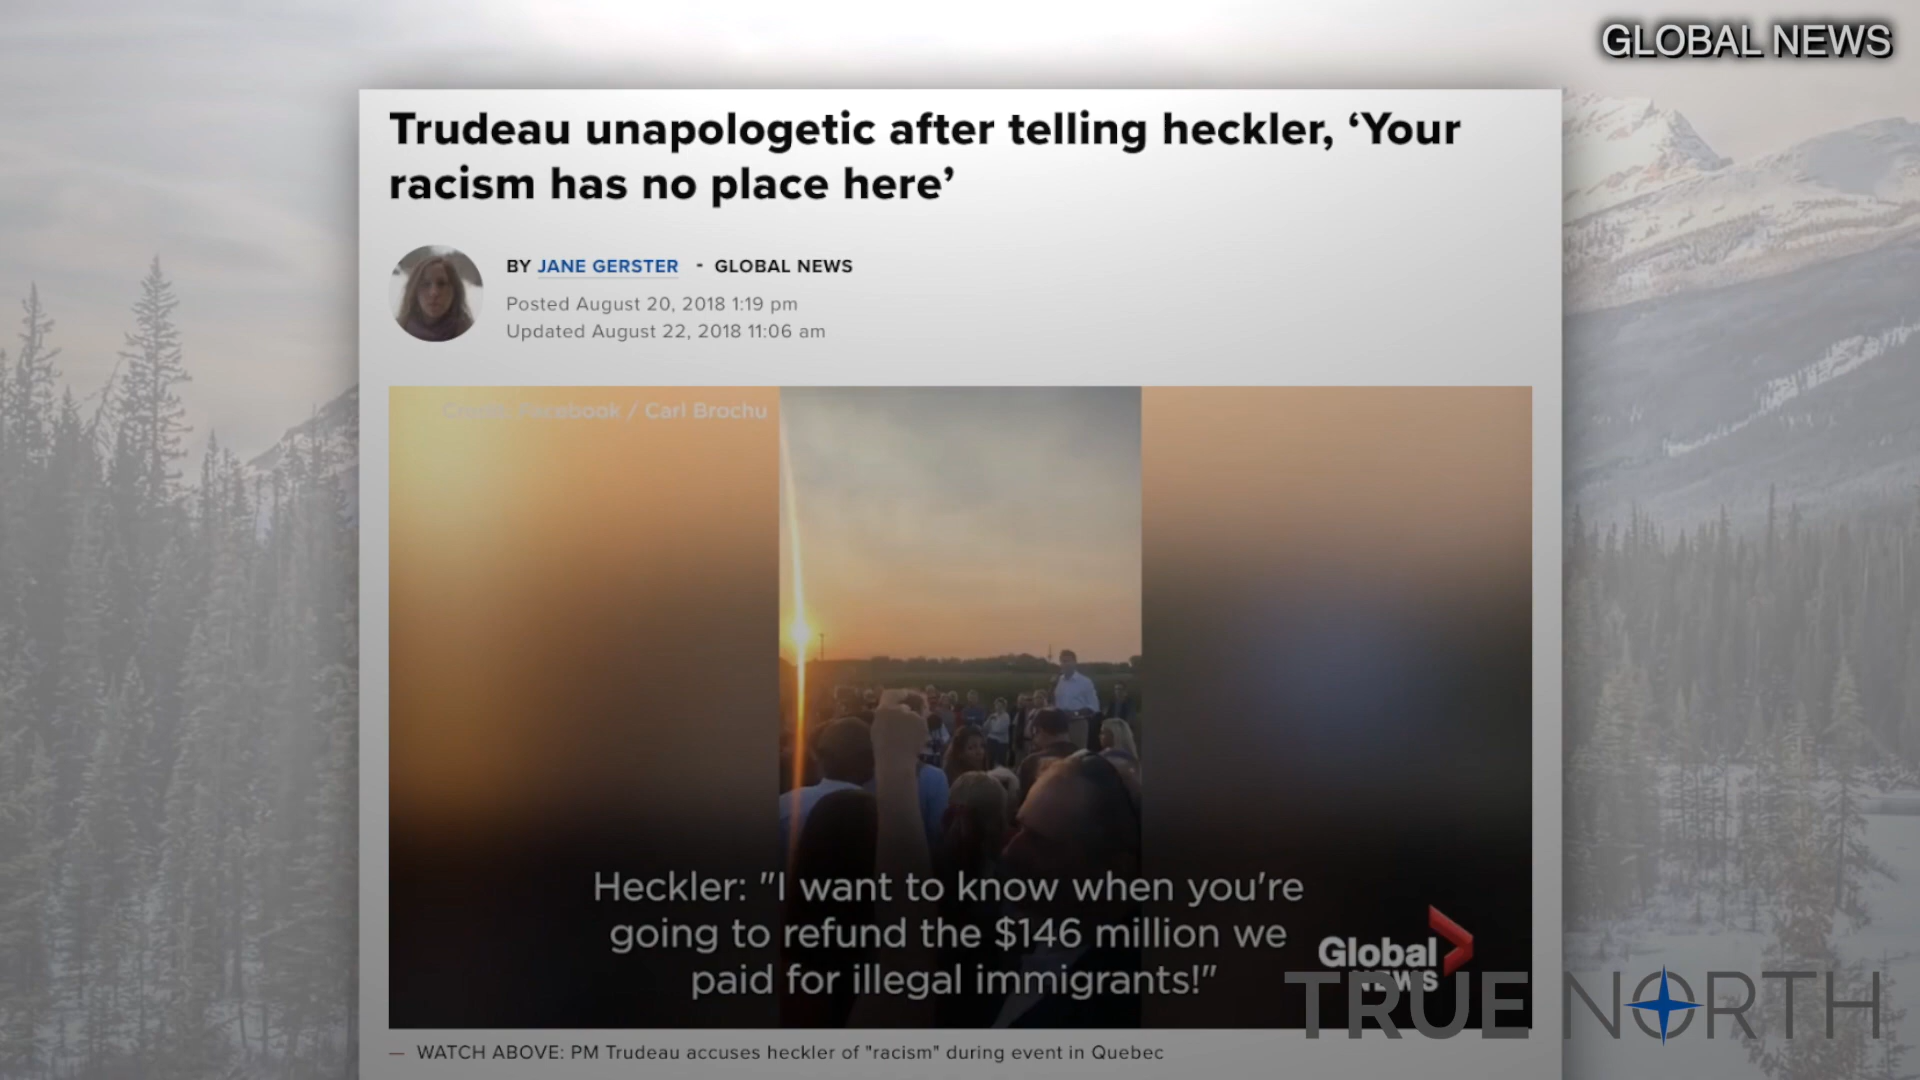 GLOBAL NEWS
Trudeau unapologetic after telling heckler, ‘Your
racism has no place here’
BY JANE GERSTER - GLOBAL NEWS
Posted August 20, 2018 1:19 pm
Updated August 22, 2018 11:06 am
Credit: Facebook / Carl Brochu
Heckler: "I want to know when you're
going to refund the $146 million we
paid for illegal immigrants!"
Global
NEWS
TRUE NORTH
— WATCH ABOVE: PM Trudeau accuses heckler of "racism" during event in Quebec